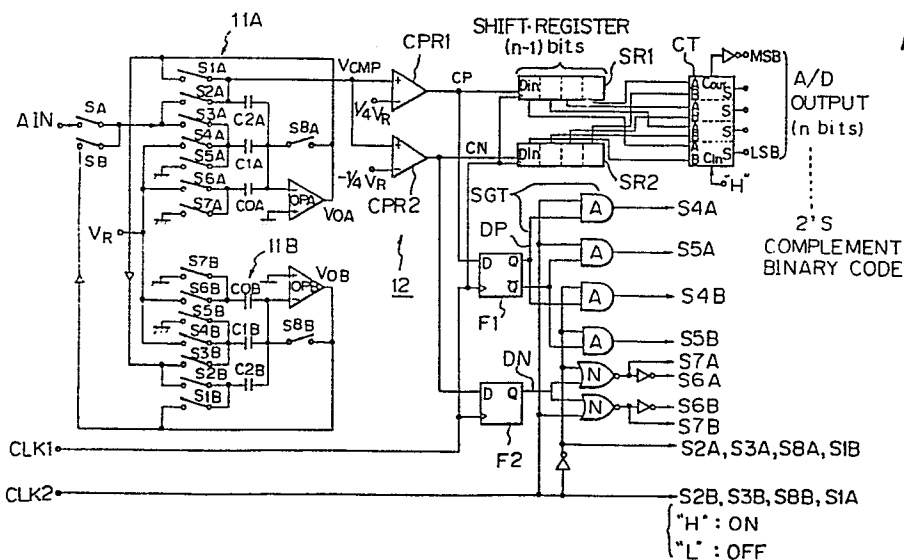 11A
S1A
S2A
C2A
S3A
S4A
C1A
S5A
S6A
C0A
S7A
S8A
OPA
V0A
AIN
SA
SB
VR
11B
S7B
S6B
C0B
S5B
S4B
C1B
S3B
S2B
C2B
S1B
S8B
OPB
V0B
VCMP
CPR1
+
-
1/4 VR
CP
CPR2
+
-
-1/4 VR
CN
12
SHIFT·REGISTER
(n-1) bits
SR1
Din
SR2
Din
CT
A
B
A
B
A
B
A
B
Cout
S
S
S
S
Cin
"H"
MSB
LSB
A/D
OUTPUT
(n bits)
2'S
COMPLEMENT
BINARY CODE
SGT
DP
D Q
Q
F1
DN
D Q
F2
A
S4A
A
S5A
A
S4B
A
S5B
N
S7A
S6A
N
S6B
S7B
S2A, S3A, S8A, S1B
S2B, S3B, S8B, S1A
CLK1
CLK2
"H" : ON
"L" : OFF